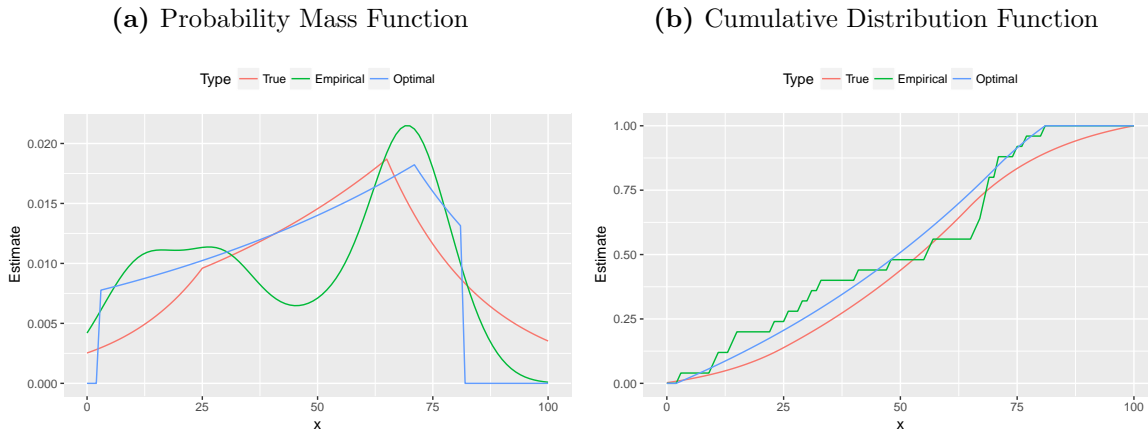 (a) Probability Mass Function
Type True Empirical Optimal
0.020
0.015
0.010
0.005
0.000
Estimate
0 25 50 75 100
x
(b) Cumulative Distribution Function
Type True Empirical Optimal
1.00
0.75
0.50
0.25
0.00
Estimate
0 25 50 75 100
x